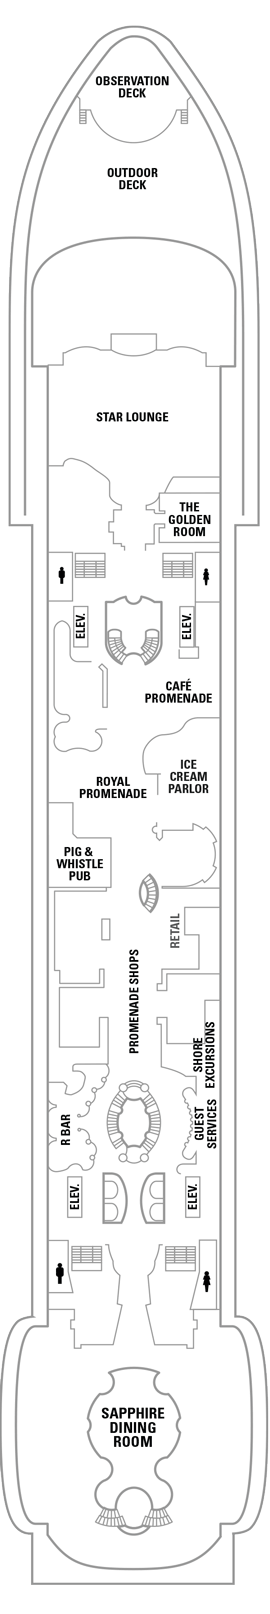 OBSERVATION
DECK
OUTDOOR
DECK
STAR LOUNGE
THE
GOLDEN
ROOM
ELEV.
ELEV.
CAFÉ
PROMENADE
ICE
CREAM
PARLOR
ROYAL
PROMENADE
PIG &
WHISTLE
PUB
RETAIL
PROMENADE SHOPS
SHORE
EXCURSIONS
R BAR
GUEST
SERVICES
ELEV.
ELEV.
SAPPHIRE
DINING
ROOM